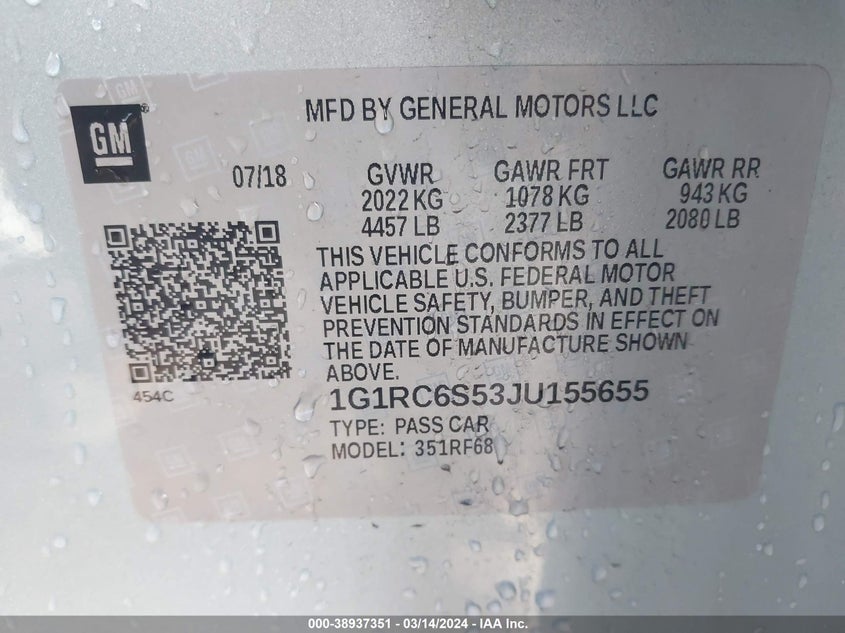 GM
MFD BY GENERAL MOTORS LLC
07/18 GVWR GAWR FRT GAWR RR
2022 KG 1078 KG 943 KG
4457 LB 2377 LB 2080 LB
THIS VEHICLE CONFORMS TO ALL
APPLICABLE U.S. FEDERAL MOTOR
VEHICLE SAFETY, BUMPER, AND THEFT
PREVENTION STANDARDS IN EFFECT ON
THE DATE OF MANUFACTURE SHOWN
ABOVE.
454C
1G1RC6S53JU155655
TYPE: PASS CAR
MODEL: 351RF68
000-38937351 - 03/14/2024 - IAA Inc.